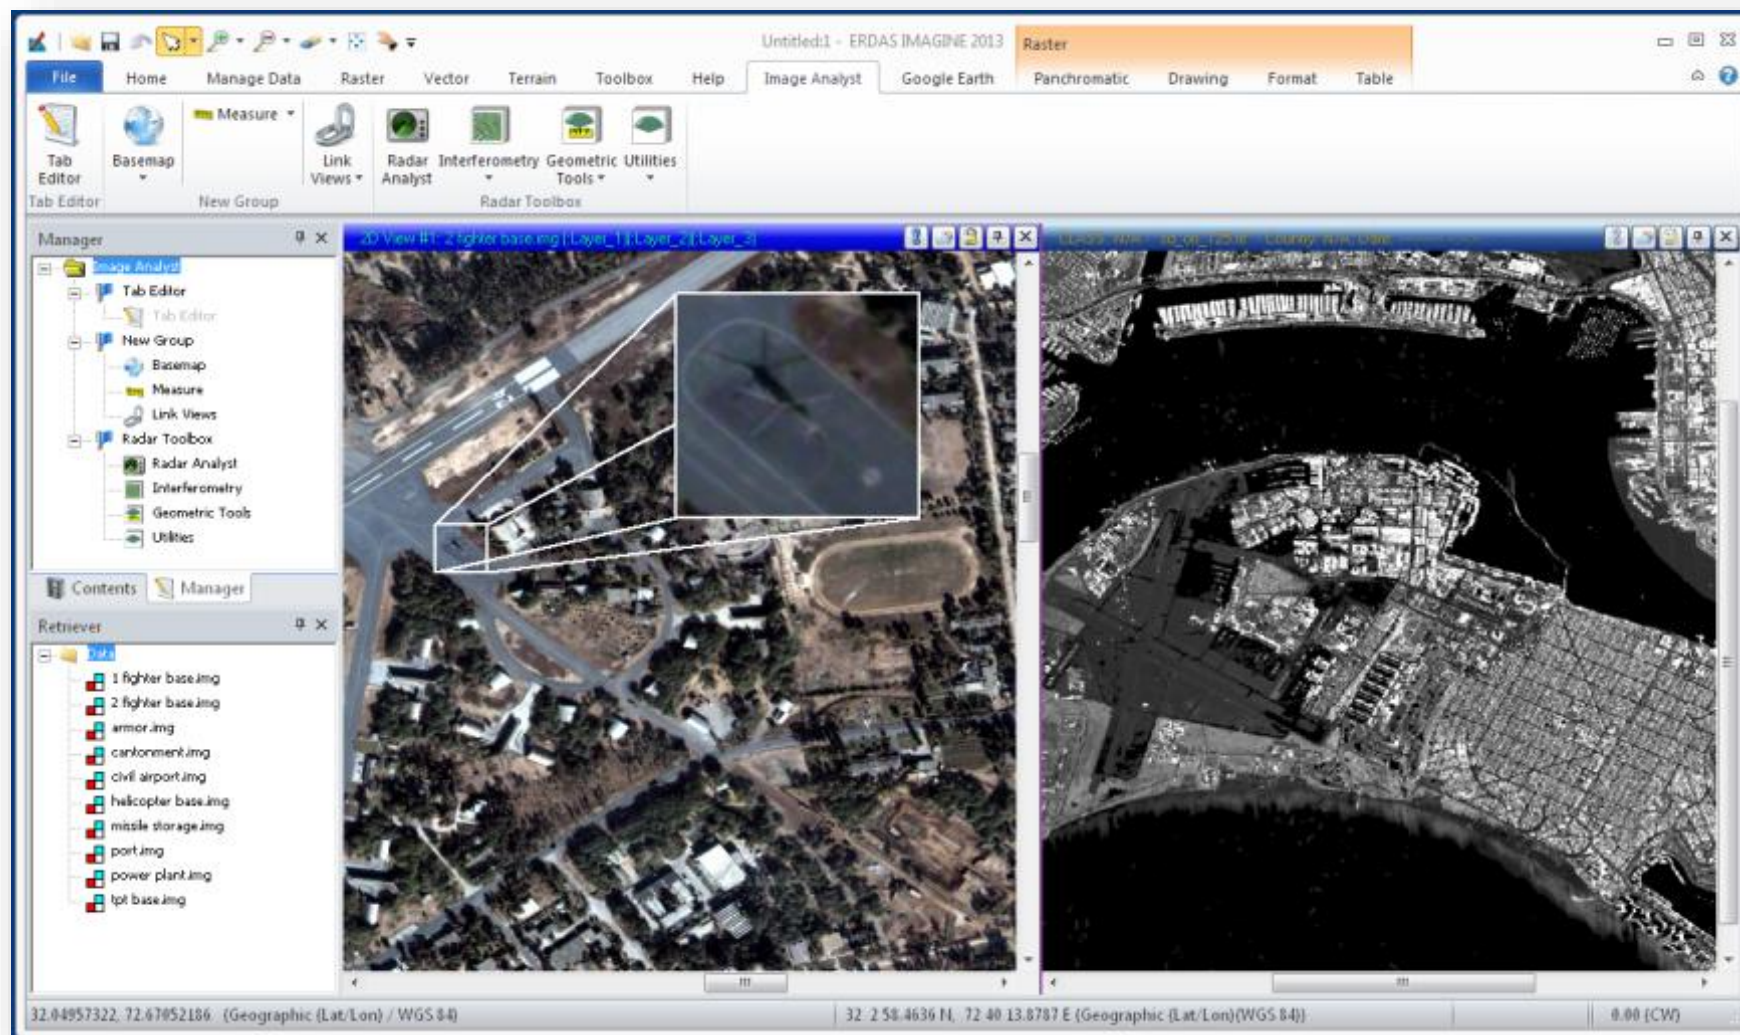 Untitled:1 - ERDAS IMAGINE 2013
Raster
File Home Manage Data Raster Vector Terrain Toolbox Help Image Analyst Google Earth Panchromatic Drawing Format Table
Measure
Tab Editor
Basemap
Link Views
Radar Analyst
Interferometry
Geometric Tools
Utilities
Tab Editor
New Group
Radar Toolbox
Manager
Image Analyst
Tab Editor
Tab Editor
New Group
Basemap
Measure
Link Views
Radar Toolbox
Radar Analyst
Interferometry
Geometric Tools
Utilities
Contents Manager
Retriever
Data
1 fighter base.img
2 fighter base.img
armor.img
cantonment.img
civil airport.img
helicopter base.img
missile storage.img
port.img
power plant.img
tpt base.img
2D View #1: 2 fighter base.img (:Layer_1)(:Layer_2)(:Layer_3)
32.04957322, 72.67052186 (Geographic (Lat/Lon) / WGS 84)
32 2 58.4636 N, 72 40 13.8787 E (Geographic (Lat/Lon)(WGS 84))
0.00 (CW)